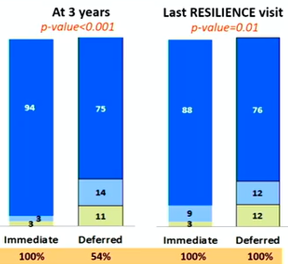 At 3 years
Last RESILIENCE visit
p-value<0.001
p-value=0.01
94
75
88
76
3
14
9
12
3
11
3
12
Immediate
Deferred
Immediate
Deferred
100%
54%
100%
100%